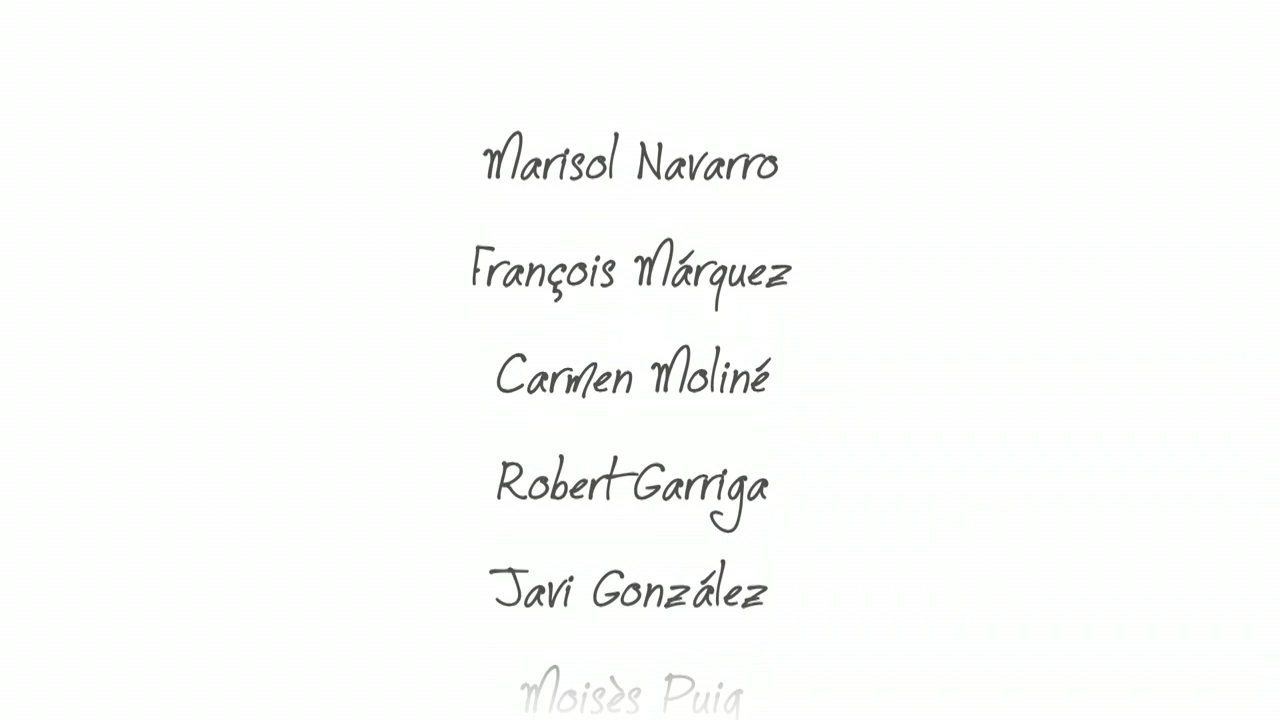 Marisol Navarro
François Márquez
Carmen Moliné
Robert Garriga
Javi González
Moisès Puig